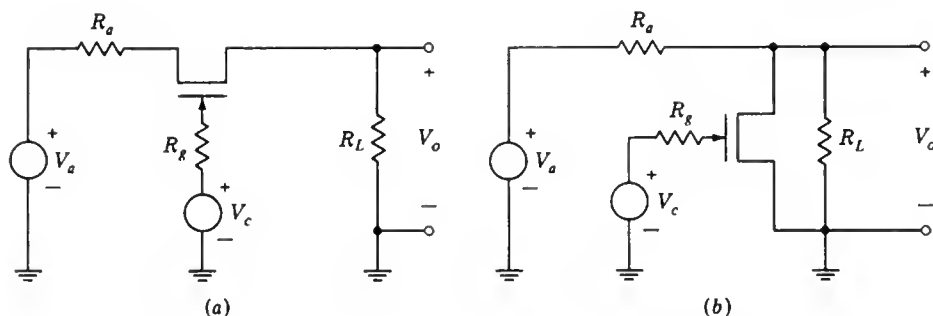 R_a
+
V_a
−
R_g
+
V_c
−
R_L
+
V_o
−
(a)
R_a
+
V_a
−
R_g
+
V_c
−
R_L
+
V_o
−
(b)